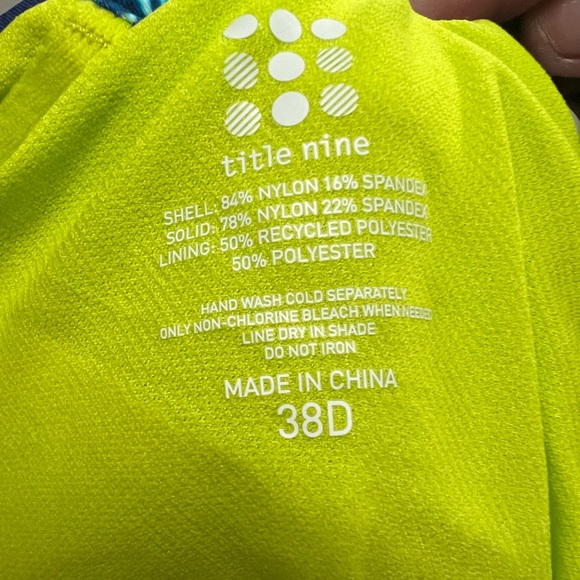 title nine
SHELL: 84% NYLON 16% SPANDEX
SOLID: 78% NYLON 22% SPANDEX
LINING: 50% RECYCLED POLYESTER
50% POLYESTER
HAND WASH COLD SEPARATELY
ONLY NON-CHLORINE BLEACH WHEN NEEDED
LINE DRY IN SHADE
DO NOT IRON
MADE IN CHINA
38D